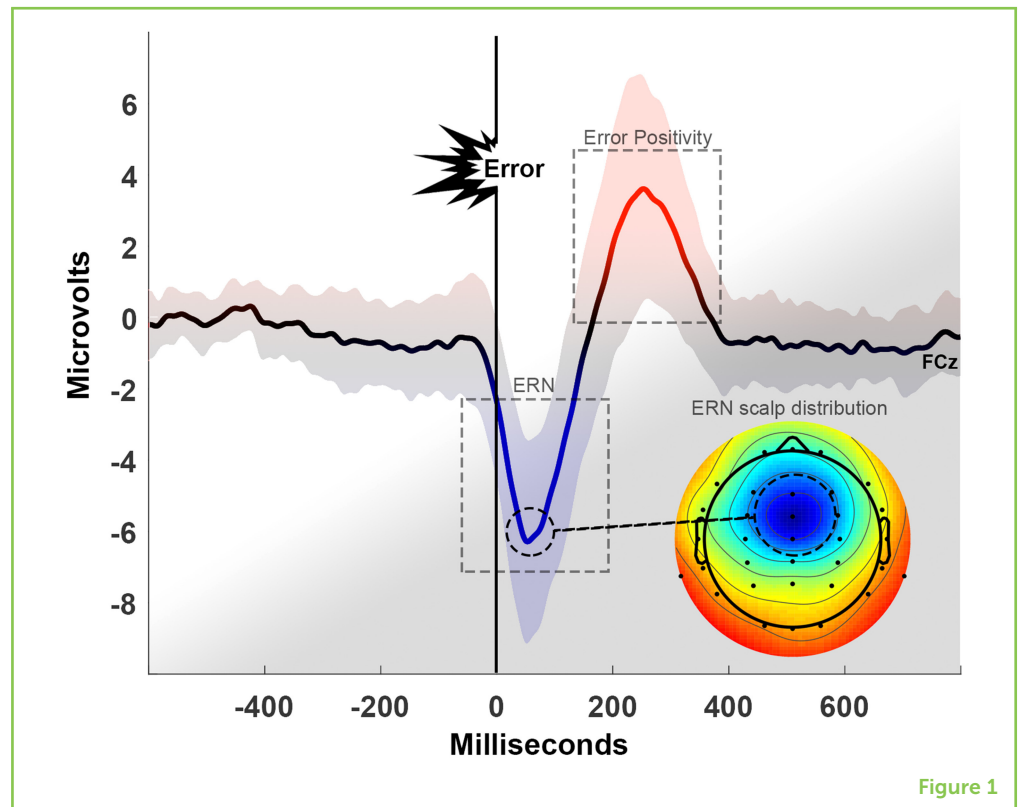 6
4
2
0
-2
-4
-6
-8
Microvolts
Error
Error Positivity
ERN
FCz
ERN scalp distribution
-400 -200 0 200 400 600
Milliseconds
Figure 1